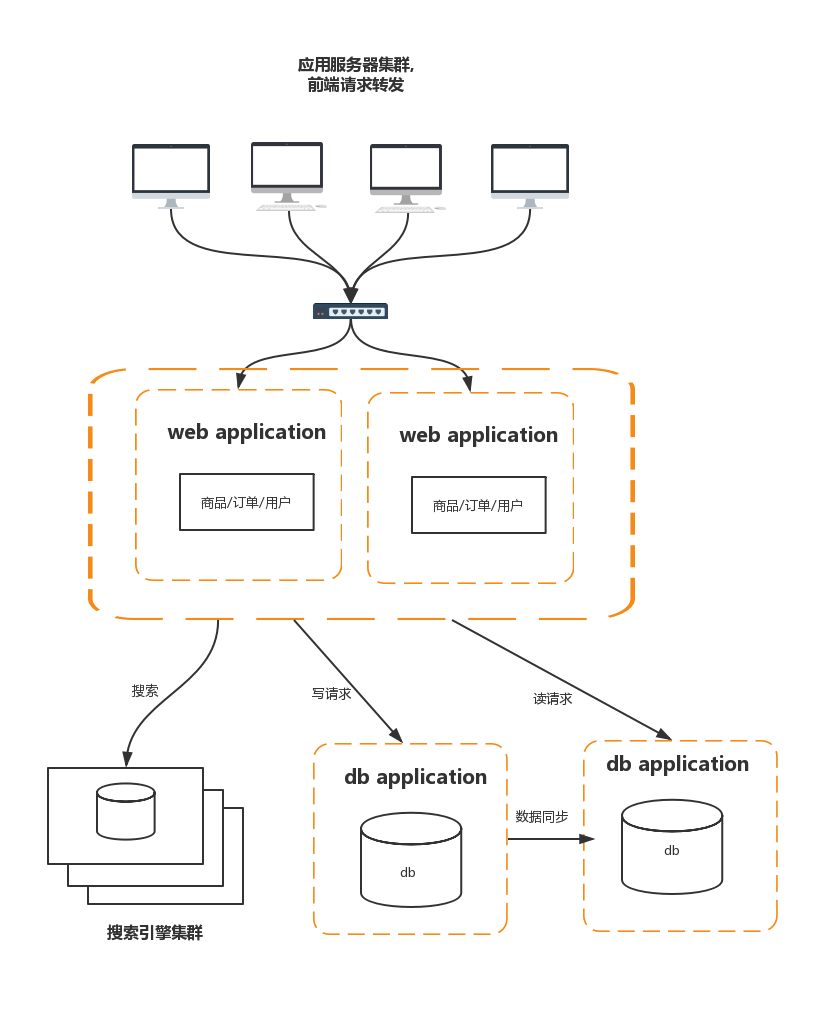 应用服务器集群,
前端请求转发
web application
商品/订单/用户
web application
商品/订单/用户
搜索
写请求
读请求
搜索引擎集群
db application
db
数据同步
db application
db